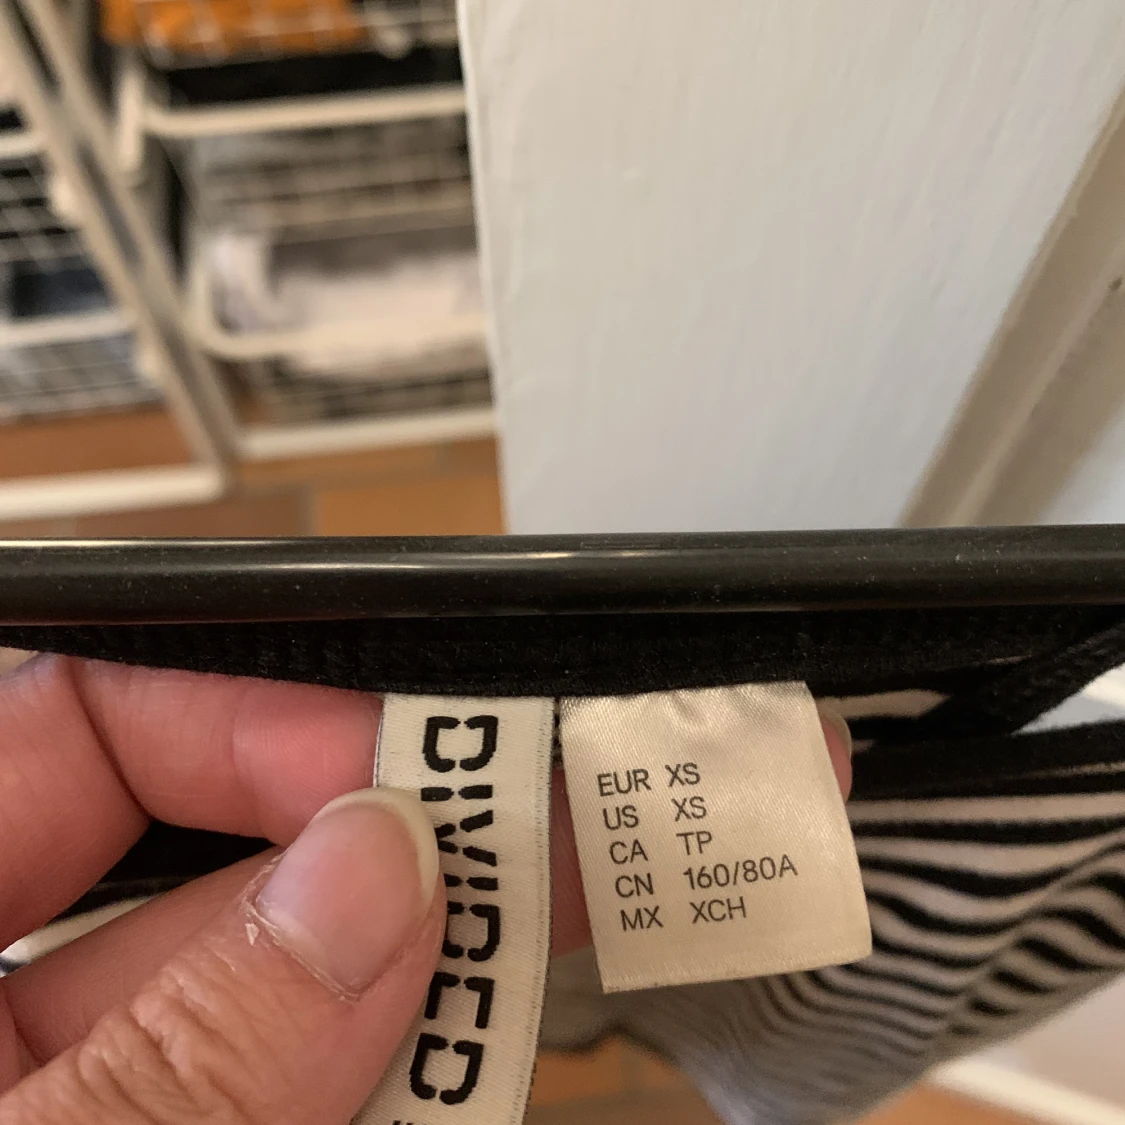 DIVIDED
EUR XS
US XS
CA TP
CN 160/80A
MX XCH